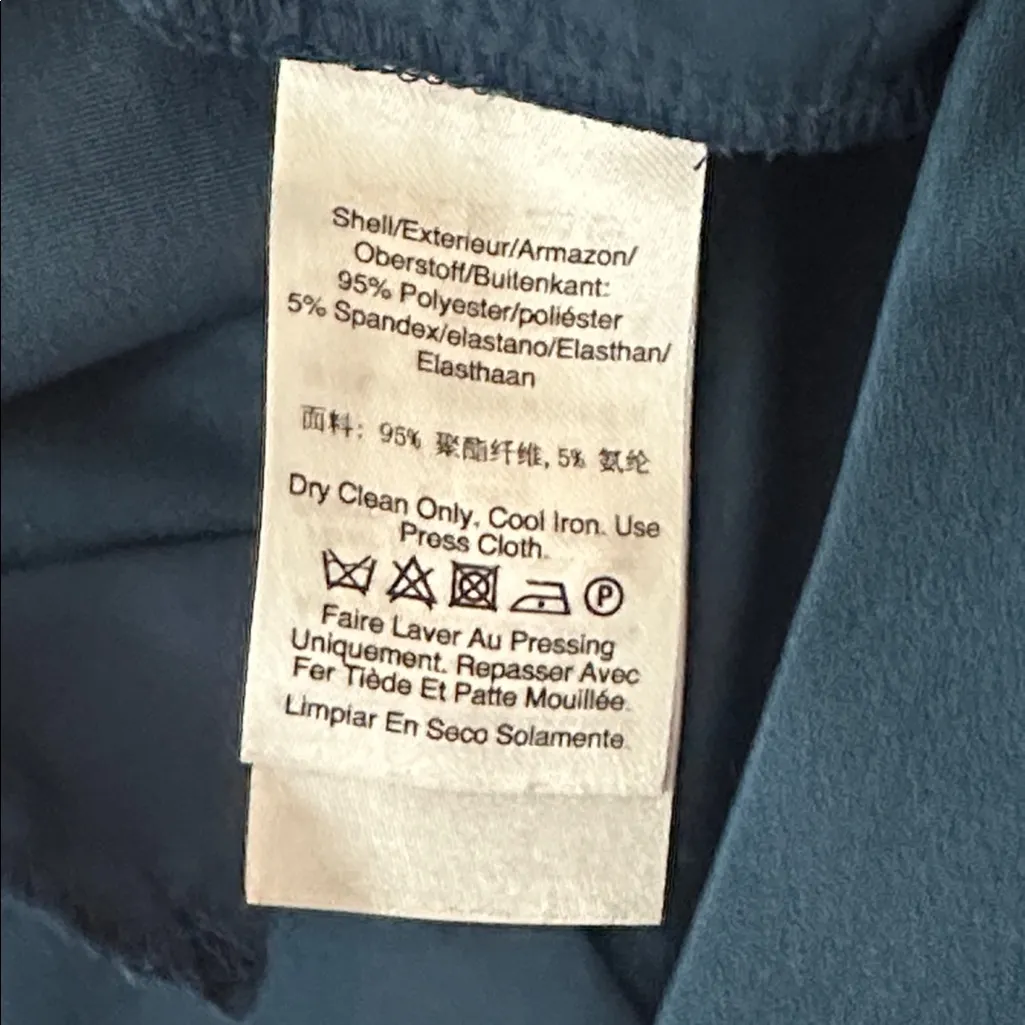 Shell/Exterieur/Armazon/
Oberstoff/Buitenkant:
95% Polyester/poliéster
5% Spandex/elastano/Elasthan/
Elasthaan
面料: 95% 聚酯纤维, 5% 氨纶
Dry Clean Only, Cool Iron. Use
Press Cloth.
P
Faire Laver Au Pressing
Uniquement. Repasser Avec
Fer Tiède Et Patte Mouillée.
Limpiar En Seco Solamente